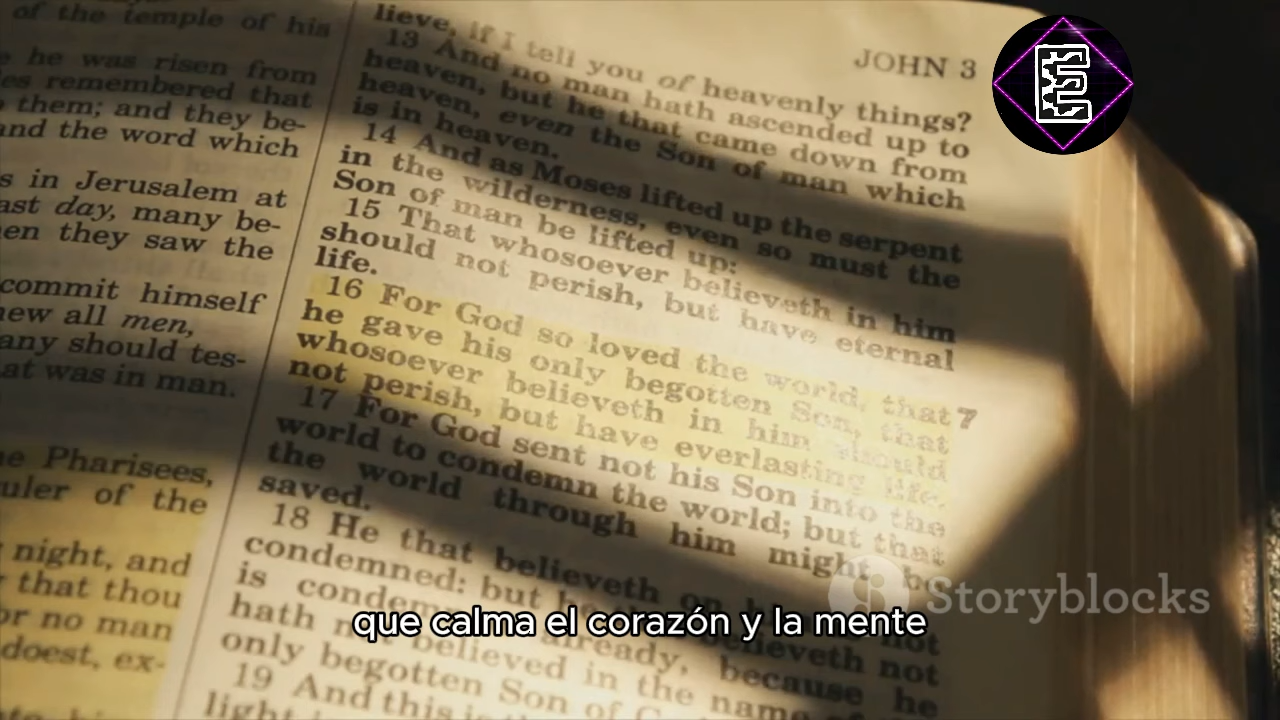 of the temple of his
he was risen from
es remembered that
them; and they be-
and the word which
s in Jerusalem at
ast day, many be-
en they saw the
commit himself
new all men,
any should tes-
at was in man.
e Pharisees,
uler of the
night, and
that thou
or no man
doest, ex-
JOHN 3
lieve, if I tell you of heavenly things?
13 And no man hath ascended up to
heaven, but he that came down from
heaven, even the Son of man which
is in heaven.
14 And as Moses lifted up the serpent
in the wilderness, even so must the
Son of man be lifted up:
15 That whosoever believeth in him
should not perish, but have eternal
life.
16 For God so loved the world, that
he gave his only begotten Son, that
whosoever believeth in him should
not perish, but have everlasting life.
17 For God sent not his Son into the
world to condemn the world; but that
the world through him might be
saved.
18 He that believeth on
condemned: but he believeth not
is condemned already, because he
hath not believed in the name of
only begotten Son of
19 And this is
light
7
E
Storyblocks
que calma el corazón y la mente